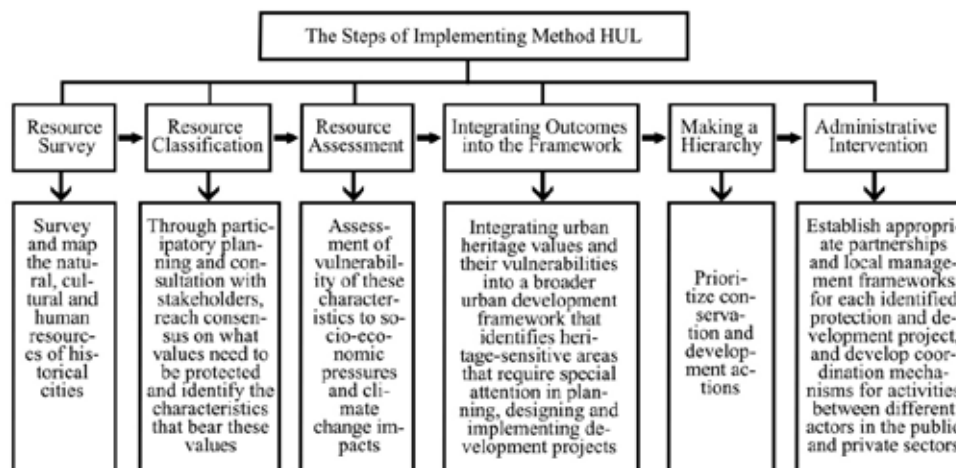 The Steps of Implementing Method HUL
Resource
Survey
Resource
Classification
Resource
Assessment
Integrating Outcomes
into the Framework
Making a
Hierarchy
Administrative
Intervention
Survey
and map
the natu-
ral, cul-
tural and
human
resourc-
es of his-
torical
cities
Through partic-
ipatory plan-
ning and con-
sultation with
stakeholders,
reach consen-
sus on what
values need to
be protected
and identify the
characteristics
that bear these
values
Assess-
ment of
vulnerabil-
ity of these
character-
istics to so-
cio-eco-
nomic
pressures
and cli-
mate
change im-
pacts
Integrating urban
heritage values and
their vulnerabilities
into a broader
urban development
framework that
identifies heri-
tage-sensitive areas
that require special
attention in plan-
ning, designing and
implementing de-
velopment projects
Priori-
tize con-
serva-
tion and
develop-
ment ac-
tions
Establish appropri-
ate partnerships
and local manage-
ment frameworks
for each identified
protection and de-
velopment project,
and develop coor-
dination mecha-
nisms for activities
between different
actors in the public
and private sectors